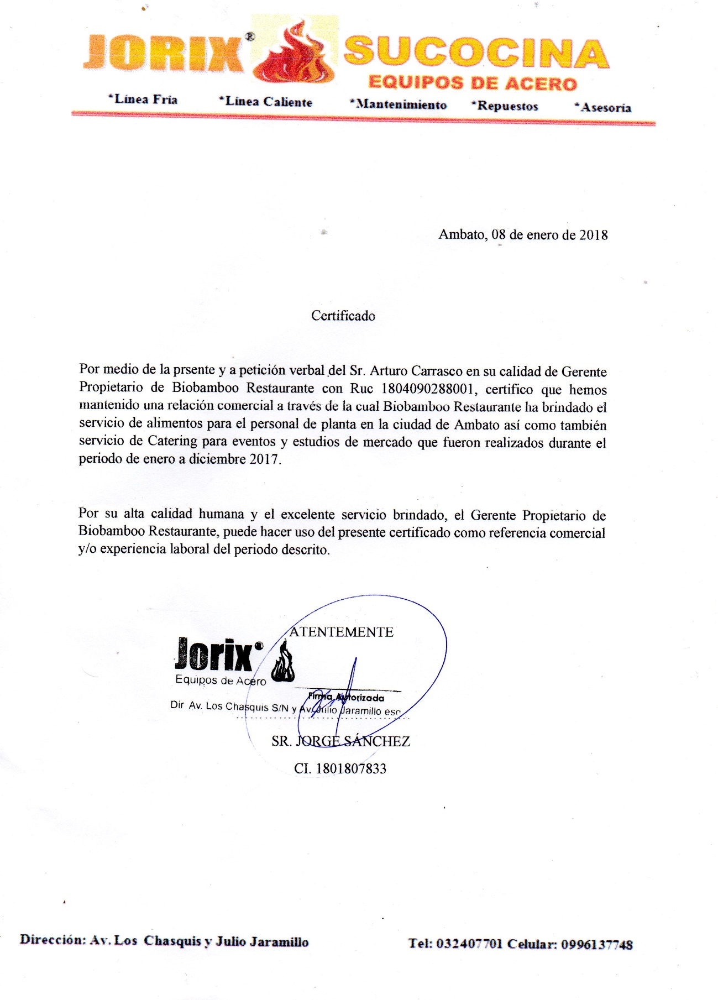 JORIX® SUCOCINA
EQUIPOS DE ACERO
*Línea Fría *Línea Caliente *Mantenimiento *Repuestos *Asesoría
Ambato, 08 de enero de 2018
Certificado
Por medio de la prsente y a petición verbal del Sr. Arturo Carrasco en su calidad de Gerente
Propietario de Biobamboo Restaurante con Ruc 1804090288001, certifico que hemos
mantenido una relación comercial a través de la cual Biobamboo Restaurante ha brindado el
servicio de alimentos para el personal de planta en la ciudad de Ambato así como también
servicio de Catering para eventos y estudios de mercado que fueron realizados durante el
periodo de enero a diciembre 2017.
Por su alta calidad humana y el excelente servicio brindado, el Gerente Propietario de
Biobamboo Restaurante, puede hacer uso del presente certificado como referencia comercial
y/o experiencia laboral del periodo descrito.
ATENTEMENTE
Jorix®
Equipos de Acero
Firma Autorizada
Dir Av. Los Chasquis S/N y Av. Julio Jaramillo esq.
SR. JORGE SÁNCHEZ
CI. 1801807833
Dirección: Av. Los Chasquis y Julio Jaramillo Tel: 032407701 Celular: 0996137748